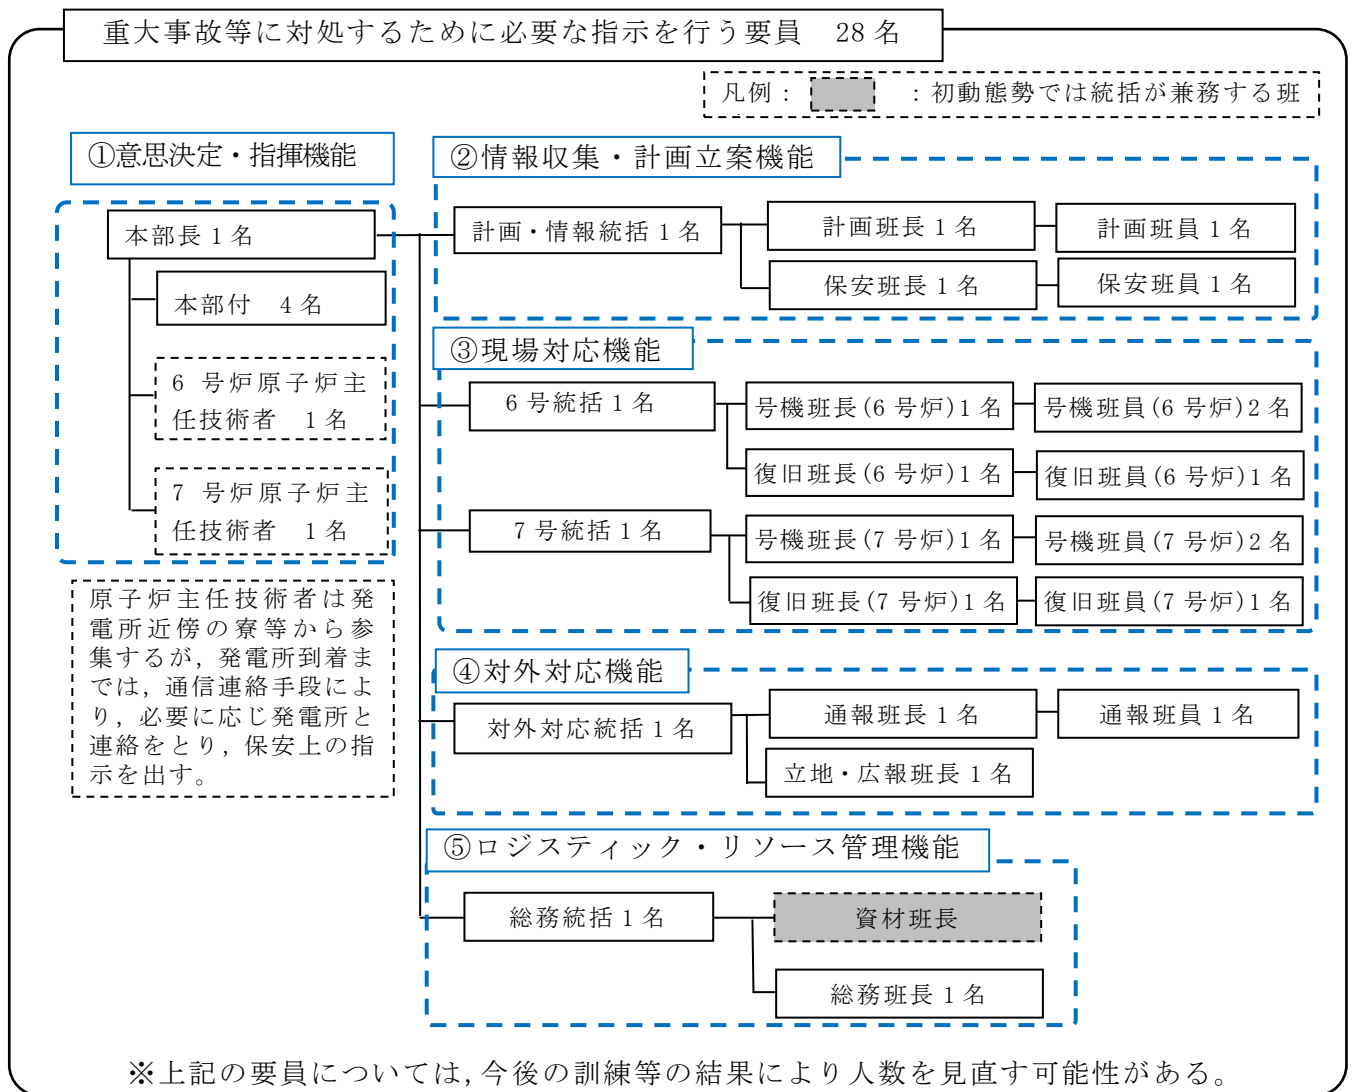 重大事故等に対処するために必要な指示を行う要員　28 名
凡例：　　：初動態勢では統括が兼務する班
①意思決定・指揮機能
本部長 1 名
本部付　4 名
6 号炉原子炉主
任技術者　1 名
7 号炉原子炉主
任技術者　1 名
原子炉主任技術者は発
電所近傍の寮等から参
集するが，発電所到着ま
では，通信連絡手段によ
り，必要に応じ発電所と
連絡をとり，保安上の指
示を出す。
②情報収集・計画立案機能
計画・情報統括 1 名
計画班長 1 名
計画班員 1 名
保安班長 1 名
保安班員 1 名
③現場対応機能
6 号統括 1 名
号機班長(6 号炉)1 名
号機班員(6 号炉)2 名
復旧班長(6 号炉)1 名
復旧班員(6 号炉)1 名
7 号統括 1 名
号機班長(7 号炉)1 名
号機班員(7 号炉)2 名
復旧班長(7 号炉)1 名
復旧班員(7 号炉)1 名
④対外対応機能
対外対応統括 1 名
通報班長 1 名
通報班員 1 名
立地・広報班長 1 名
⑤ロジスティック・リソース管理機能
総務統括 1 名
資材班長
総務班長 1 名
※上記の要員については,今後の訓練等の結果により人数を見直す可能性がある。